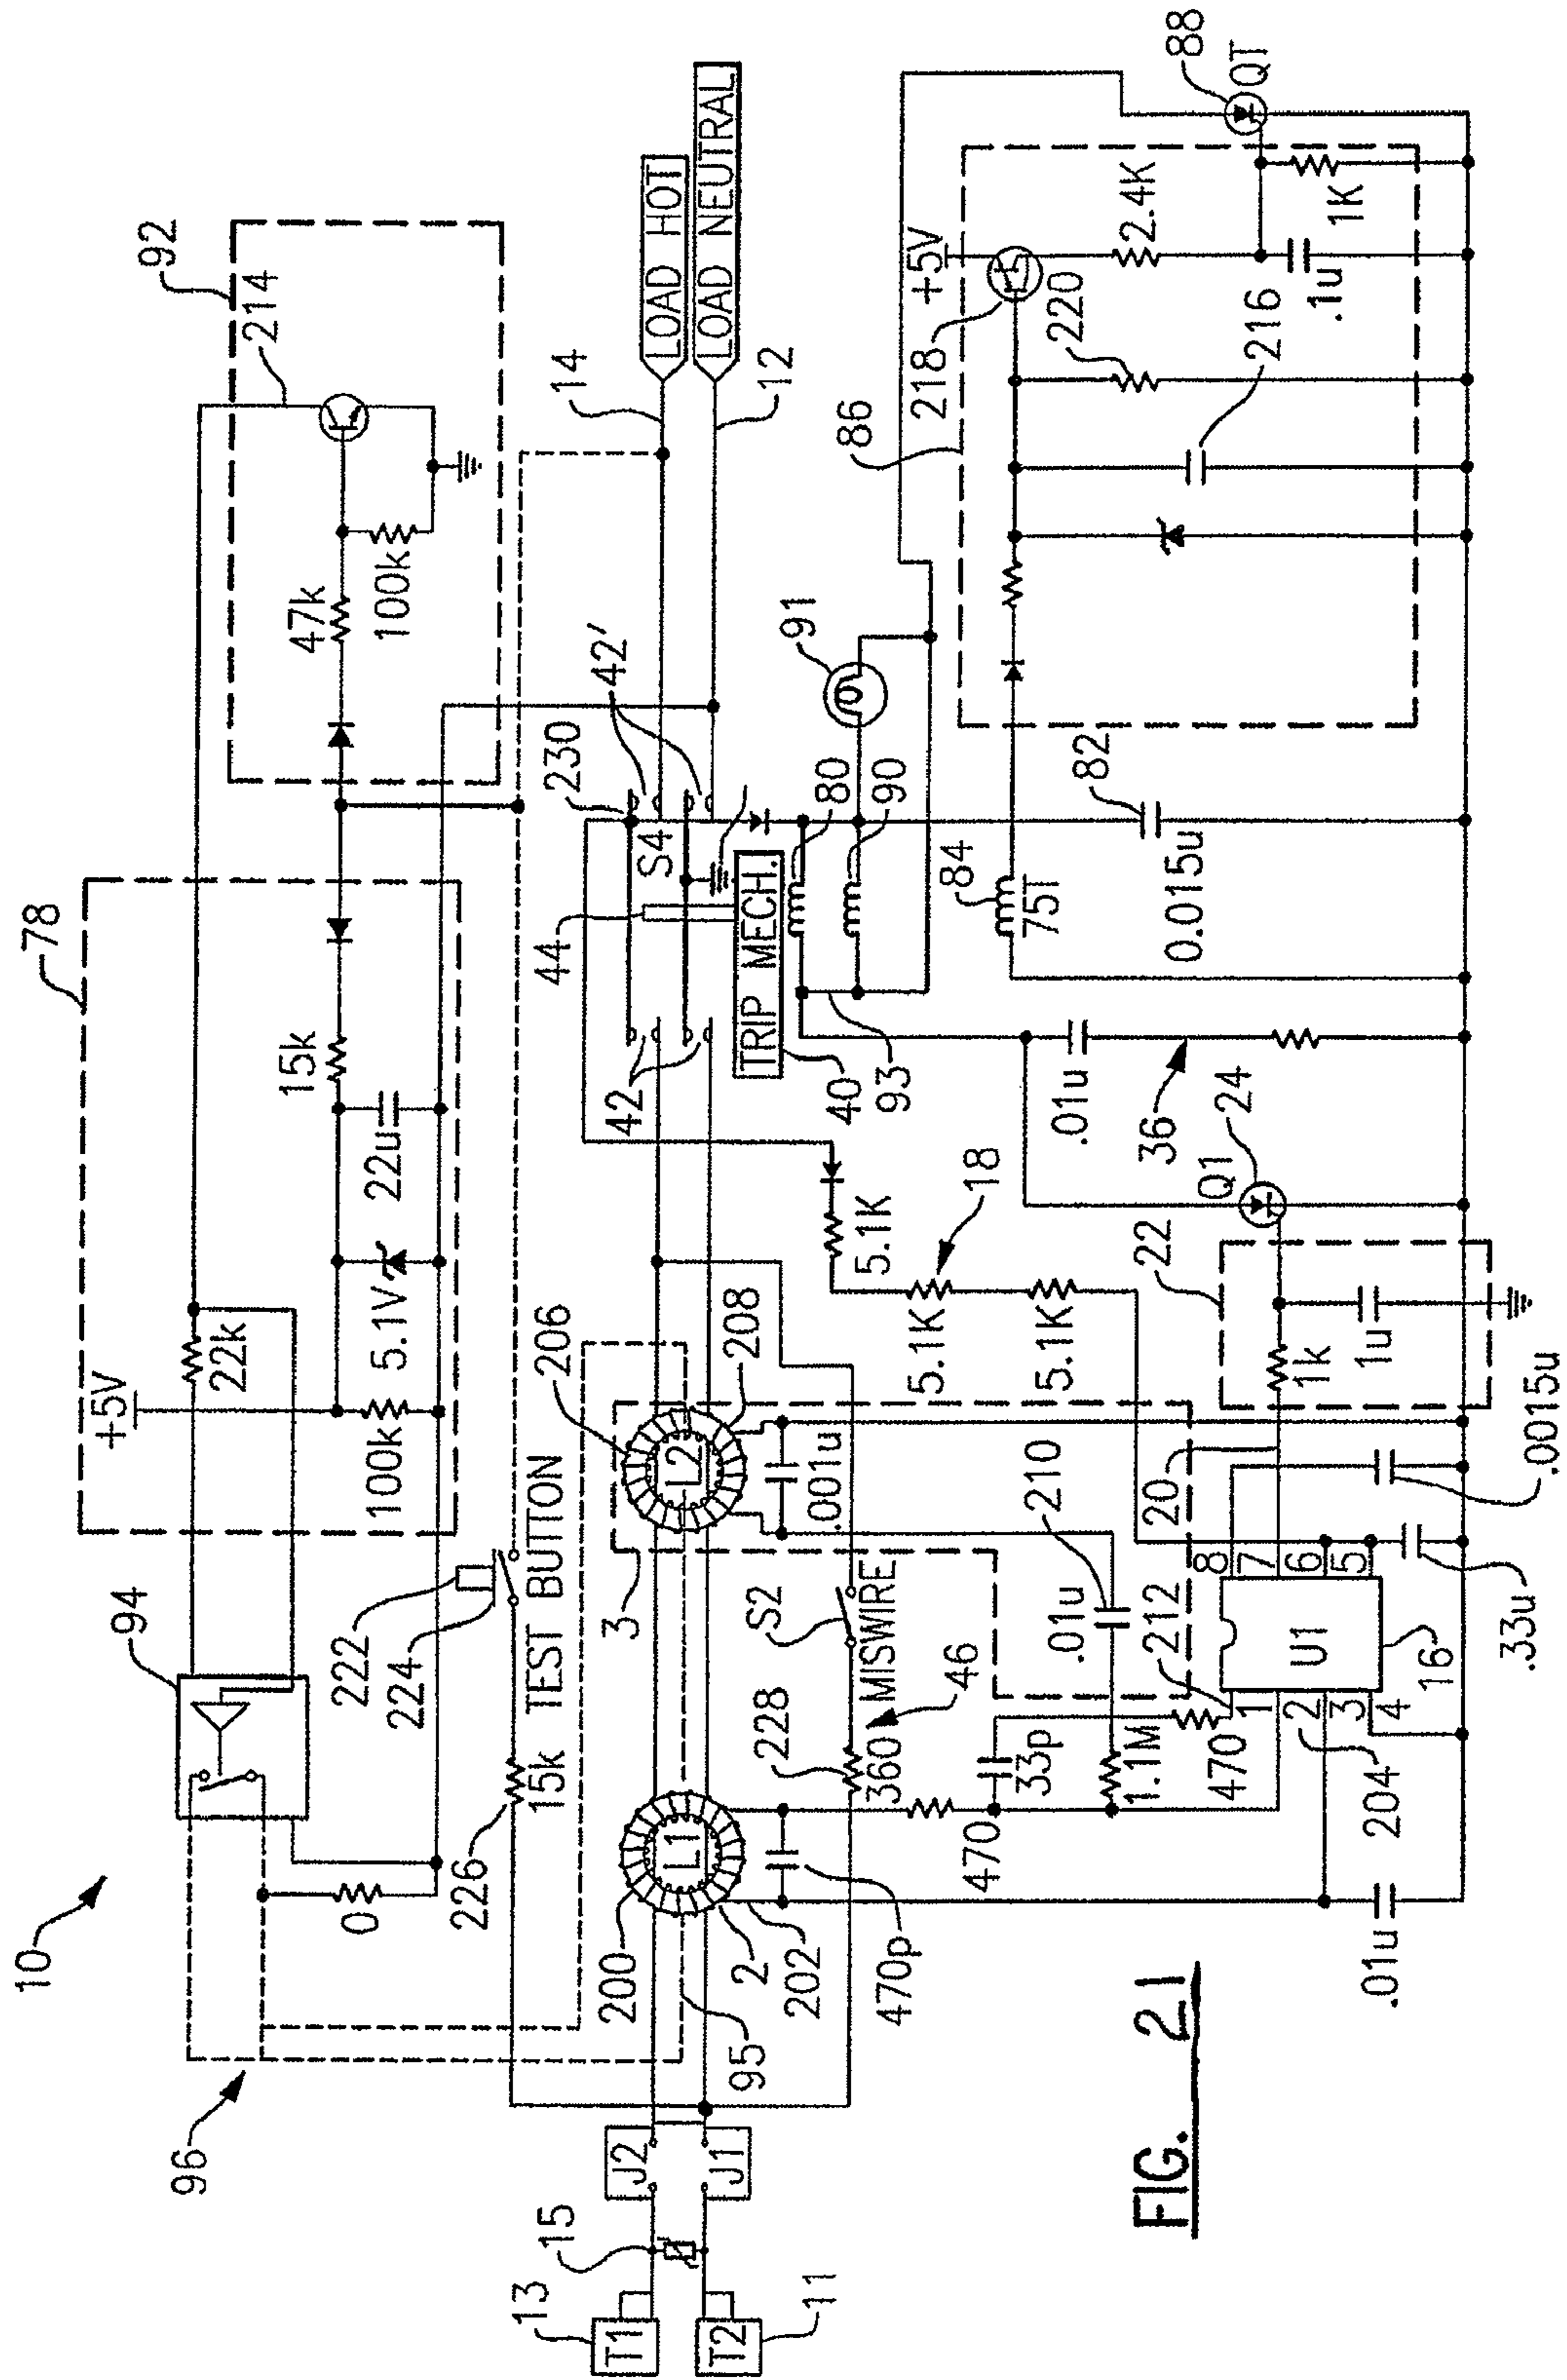 10
96
94
78
+5V
22k
100k
5.1V
22u
15k
92
214
47k
100k
222
224
TEST BUTTON
226
15k
0
13
T1
T2
11
15
J2
J1
95
200
L1
2
202
470p
206
L2
208
3
.001u
S2
MISWIRE
46
228
360
44
42
S4
230
42'
14
12
LOAD HOT
LOAD NEUTRAL
TRIP MECH.
40
93
80
90
91
18
5.1K
5.1K
5.1K
84
75T
82
0.015u
86
218
+5V
220
216
2.4K
.1u
1K
88
QT
36
.01u
Q1
24
22
1k
1u
20
210
.01u
212
33p
470
1.1M
470
1
2
3
4
8
7
6
5
U1
16
204
.01u
.33u
.0015u
FIG. 21